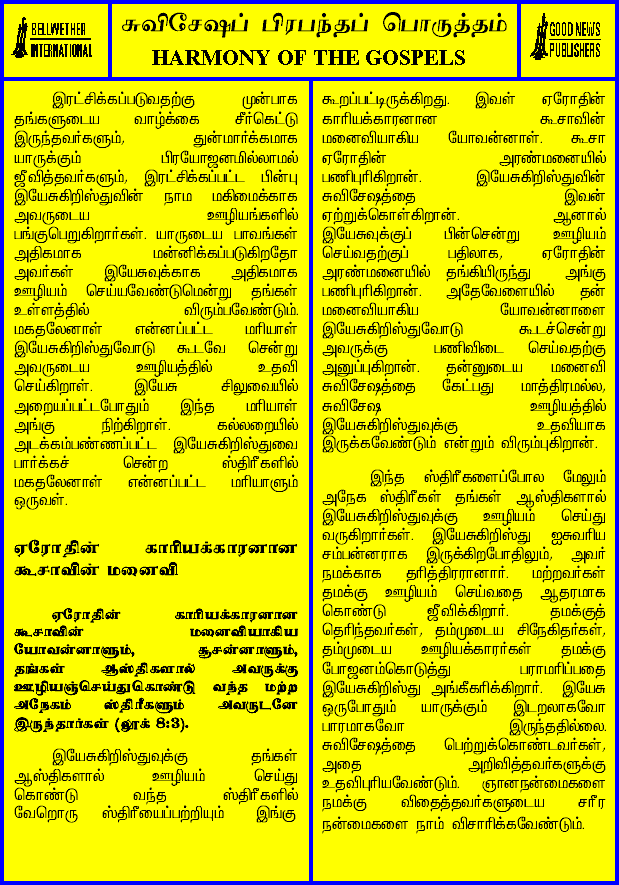 BELLWETHER
INTERNATIONAL
சுவிசேஷப் பிரபந்தப் பொருத்தம்
HARMONY OF THE GOSPELS
GOOD NEWS
PUBLISHERS
இரட்சிக்கப்படுவதற்கு முன்பாக
தங்களுடைய வாழ்க்கை சீர்கெட்டு
இருந்தவர்களும், துன்மார்க்கமாக
யாருக்கும் பிரயோஜனமில்லாமல்
ஜீவித்தவர்களும், இரட்சிக்கப்பட்ட பின்பு
இயேசுகிறிஸ்துவின் நாம மகிமைக்காக
அவருடைய ஊழியங்களில்
பங்குபெறுகிறார்கள். யாருடைய பாவங்கள்
அதிகமாக மன்னிக்கப்படுகிறதோ
அவர்கள் இயேசுவுக்காக அதிகமாக
ஊழியம் செய்யவேண்டுமென்று தங்கள்
உள்ளத்தில் விரும்பவேண்டும்.
மகதலேனாள் என்னப்பட்ட மரியாள்
இயேசுகிறிஸ்துவோடு கூடவே சென்று
அவருடைய ஊழியத்தில் உதவி
செய்கிறாள். இயேசு சிலுவையில்
அறையப்பட்டபோதும் இந்த மரியாள்
அங்கு நிற்கிறாள். கல்லறையில்
அடக்கம்பண்ணப்பட்ட இயேசுகிறிஸ்துவை
பார்க்கச் சென்ற ஸ்திரீகளில்
மகதலேனாள் என்னப்பட்ட மரியாளும்
ஒருவள்.
ஏரோதின் காரியக்காரனான
கூசாவின் மனைவி
ஏரோதின் காரியக்காரனான
கூசாவின் மனைவியாகிய
யோவன்னாளும், சூசன்னாளும்,
தங்கள் ஆஸ்திகளால் அவருக்கு
ஊழியஞ்செய்துகொண்டு வந்த மற்ற
அநேகம் ஸ்திரீகளும் அவருடனே
இருந்தார்கள் (லூக் 8:3).
இயேசுகிறிஸ்துவுக்கு தங்கள்
ஆஸ்திகளால் ஊழியம் செய்து
கொண்டு வந்த ஸ்திரீகளில்
வேறொரு ஸ்திரீயைப்பற்றியும் இங்கு
கூறப்பட்டிருக்கிறது. இவள் ஏரோதின்
காரியக்காரனான கூசாவின்
மனைவியாகிய யோவன்னாள். கூசா
ஏரோதின் அரண்மனையில்
பணிபுரிகிறான். இயேசுகிறிஸ்துவின்
சுவிசேஷத்தை இவன்
ஏற்றுக்கொள்கிறான். ஆனால்
இயேசுவுக்குப் பின்சென்று ஊழியம்
செய்வதற்குப் பதிலாக, ஏரோதின்
அரண்மனையில் தங்கியிருந்து அங்கு
பணிபுரிகிறான். அதேவேளையில் தன்
மனைவியாகிய யோவன்னாளை
இயேசுகிறிஸ்துவோடு கூடச்சென்று
அவருக்கு பணிவிடை செய்வதற்கு
அனுப்புகிறான். தன்னுடைய மனைவி
சுவிசேஷத்தை கேட்பது மாத்திரமல்ல,
சுவிசேஷ ஊழியத்தில்
இயேசுகிறிஸ்துவுக்கு உதவியாக
இருக்கவேண்டும் என்றும் விரும்புகிறான்.
இந்த ஸ்திரீகளைப்போல மேலும்
அநேக ஸ்திரீகள் தங்கள் ஆஸ்திகளால்
இயேசுகிறிஸ்துவுக்கு ஊழியம் செய்து
வருகிறார்கள். இயேசுகிறிஸ்து ஐசுவரிய
சம்பன்னராக இருக்கிறபோதிலும், அவர்
நமக்காக தரித்திரரானார். மற்றவர்கள்
தமக்கு ஊழியம் செய்வதை ஆதரமாக
கொண்டு ஜீவிக்கிறார். தமக்குத்
தெரிந்தவர்கள், தம்முடைய சிநேகிதர்கள்,
தம்முடைய ஊழியக்காரர்கள் தமக்கு
போஜனம்கொடுத்து பராமரிப்பதை
இயேசுகிறிஸ்து அங்கீகரிக்கிறார். இயேசு
ஒருபோதும் யாருக்கும் இடறலாகவோ
பாரமாகவோ இருந்ததில்லை.
சுவிசேஷத்தை பெற்றுக்கொண்டவர்கள்,
அதை அறிவித்தவர்களுக்கு
உதவிபுரியவேண்டும். ஞானநன்மைகளை
நமக்கு விதைத்தவர்களுடைய சரீர
நன்மைகளை நாம் விசாரிக்கவேண்டும்.